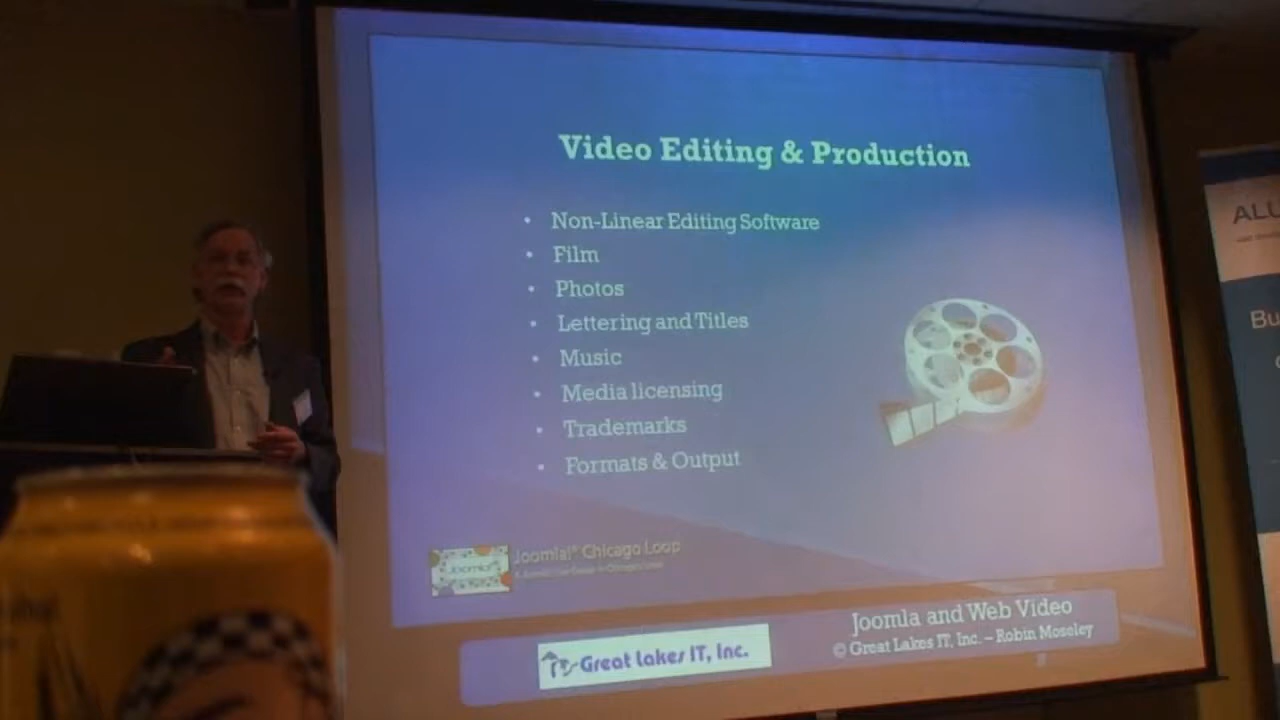 Video Editing & Production
• Non-Linear Editing Software
• Film
• Photos
• Lettering and Titles
• Music
• Media licensing
• Trademarks
• Formats & Output
Joomla!
Joomla!® Chicago Loop
Great Lakes IT, Inc.
Joomla and Web Video
© Great Lakes IT, Inc. – Robin Moseley